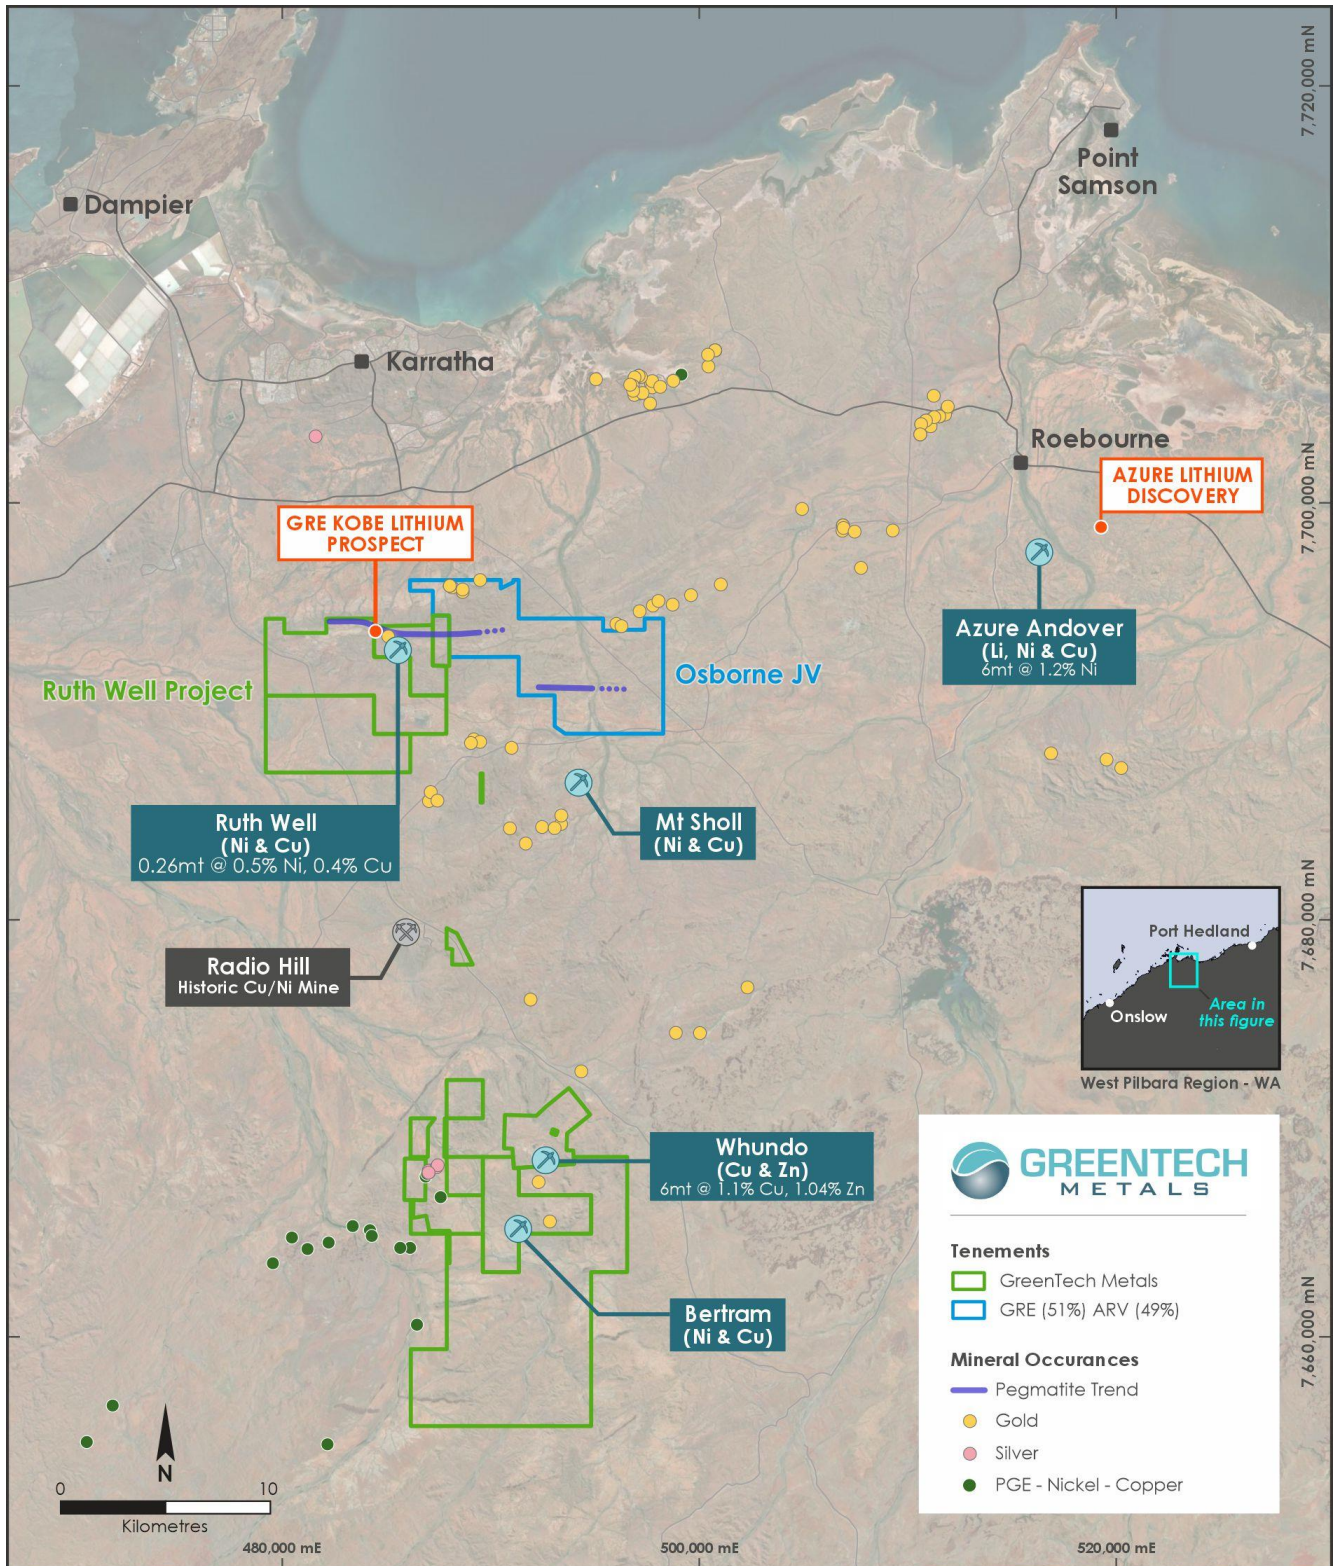 7,720,000 mN
Point
Samson
Dampier
Karratha
Roebourne
AZURE LITHIUM
DISCOVERY
7,700,000 mN
GRE KOBE LITHIUM
PROSPECT
Azure Andover
(Li, Ni & Cu)
6mt @ 1.2% Ni
Osborne JV
Ruth Well Project
Ruth Well
(Ni & Cu)
0.26mt @ 0.5% Ni, 0.4% Cu
Mt Sholl
(Ni & Cu)
7,680,000 mN
Port Hedland
Onslow
Area in
this figure
West Pilbara Region - WA
Radio Hill
Historic Cu/Ni Mine
Whundo
(Cu & Zn)
6mt @ 1.1% Cu, 1.04% Zn
GREENTECH
METALS
Tenements
GreenTech Metals
GRE (51%) ARV (49%)
Bertram
(Ni & Cu)
7,660,000 mN
Mineral Occurances
Pegmatite Trend
Gold
Silver
PGE - Nickel - Copper
N
0
10
Kilometres
480,000 mE
500,000 mE
520,000 mE